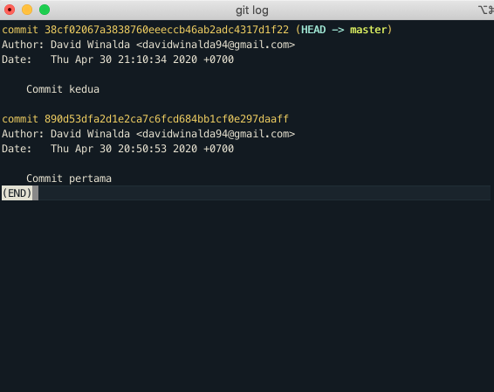 git log
⌥⌘
commit 38cf02067a3838760eeeccb46ab2adc4317d1f22 (HEAD -> master)
Author: David Winalda <davidwinalda94@gmail.com>
Date:   Thu Apr 30 21:10:34 2020 +0700
Commit kedua
commit 890d53dfa2d1e2ca7c6fcd684bb1cf0e297daaff
Author: David Winalda <davidwinalda94@gmail.com>
Date:   Thu Apr 30 20:50:53 2020 +0700
Commit pertama
(END)